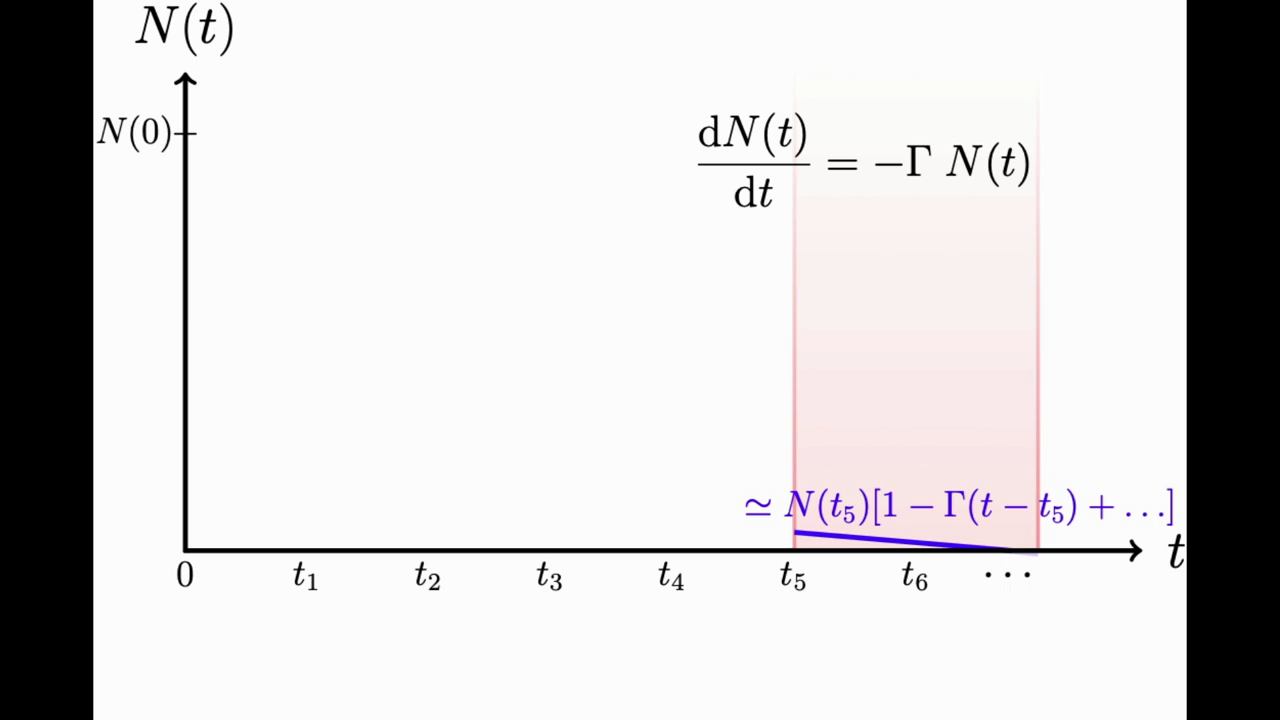 N(t)
N(0)
dN(t)/dt = −Γ N(t)
≃ N(t₅)[1 − Γ(t − t₅) + …]
t
0 t₁ t₂ t₃ t₄ t₅ t₆ …